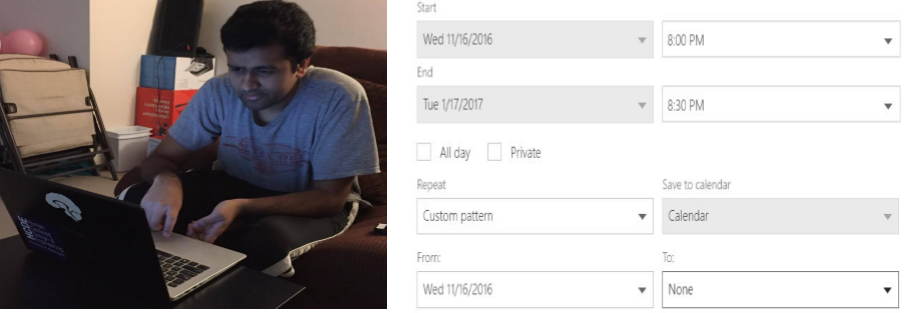 Start
Wed 11/16/2016 8:00 PM
End
Tue 1/17/2017 8:30 PM
All day Private
Repeat Save to calendar
Custom pattern Calendar
From: To:
Wed 11/16/2016 None